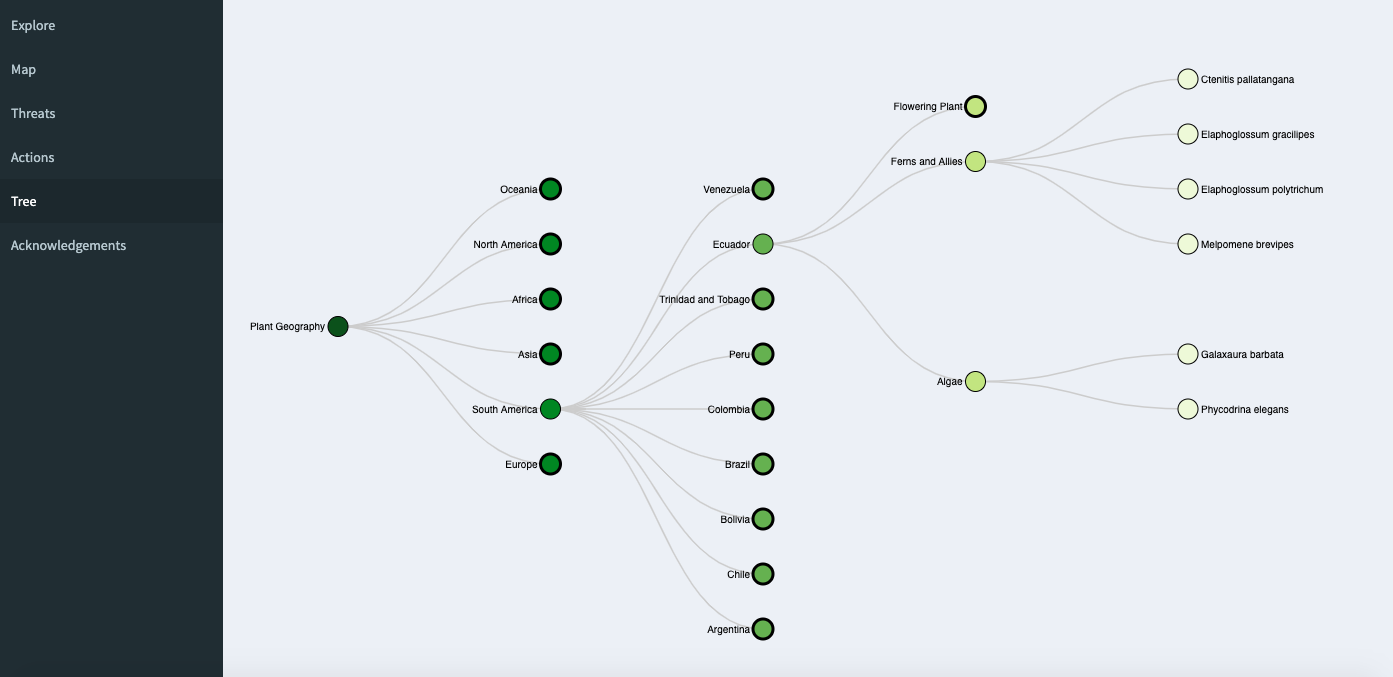 Explore
Map
Threats
Actions
Tree
Acknowledgements
Plant Geography
Oceania
North America
Africa
Asia
South America
Europe
Venezuela
Ecuador
Trinidad and Tobago
Peru
Colombia
Brazil
Bolivia
Chile
Argentina
Flowering Plant
Ferns and Allies
Algae
Ctenitis pallatangana
Elaphoglossum gracilipes
Elaphoglossum polytrichum
Melpomene brevipes
Galaxaura barbata
Phycodrina elegans